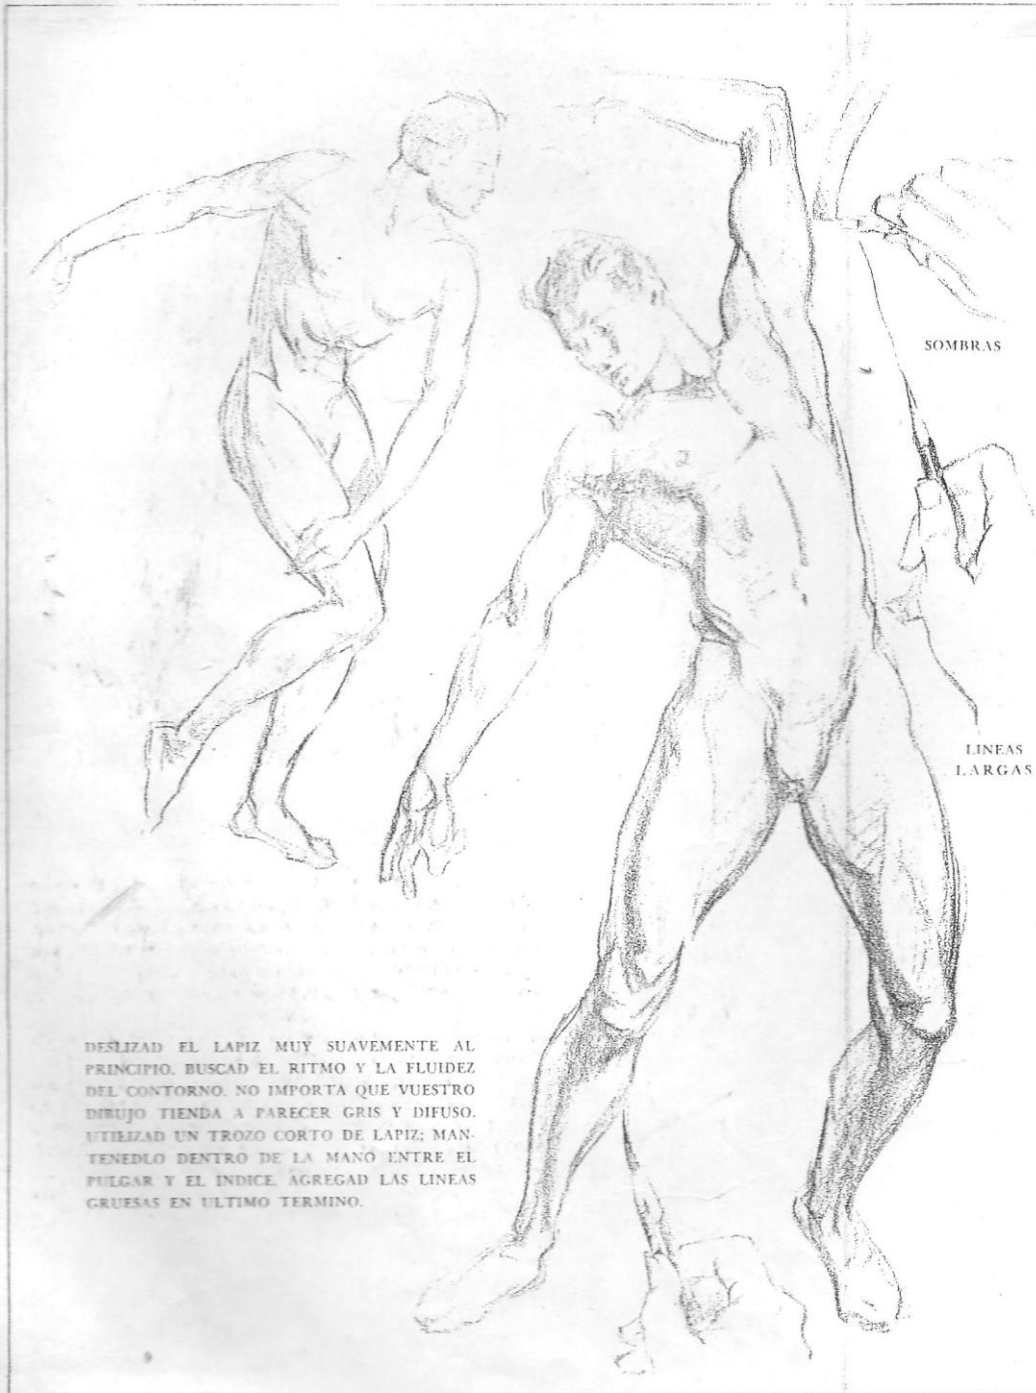 SOMBRAS
LINEAS
LARGAS
DESLIZAD EL LAPIZ MUY SUAVEMENTE AL
PRINCIPIO. BUSCAD EL RITMO Y LA FLUIDEZ
DEL CONTORNO. NO IMPORTA QUE VUESTRO
DIBUJO TIENDA A PARECER GRIS Y DIFUSO.
UTILIZAD UN TROZO CORTO DE LAPIZ; MAN-
TENEDLO DENTRO DE LA MANO ENTRE EL
PULGAR Y EL INDICE. AGREGAD LAS LINEAS
GRUESAS EN ULTIMO TERMINO.